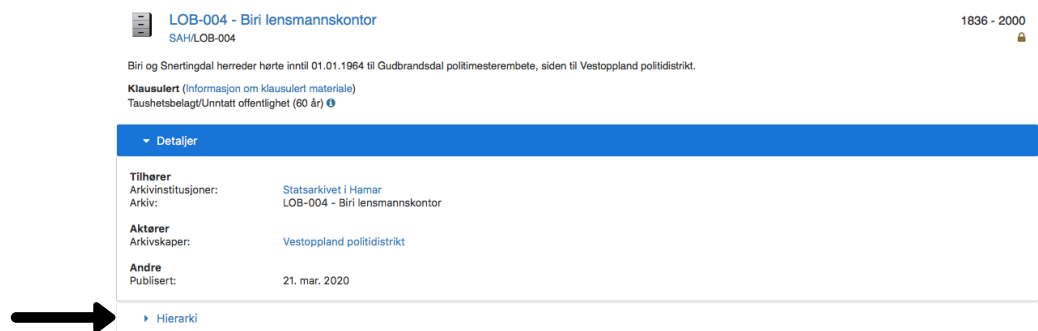 LOB-004 - Biri lensmannskontor
1836 - 2000
SAH/LOB-004
Biri og Snertingdal herreder hørte inntil 01.01.1964 til Gudbrandsdal politimesterembete, siden til Vestoppland politidistrikt.
Klausulert (Informasjon om klausulert materiale)
Taushetsbelagt/Unntatt offentlighet (60 år)
Detaljer
Tilhører
Arkivinstitusjoner: Statsarkivet i Hamar
Arkiv: LOB-004 - Biri lensmannskontor
Aktører
Arkivskaper: Vestoppland politidistrikt
Andre
Publisert: 21. mar. 2020
Hierarki